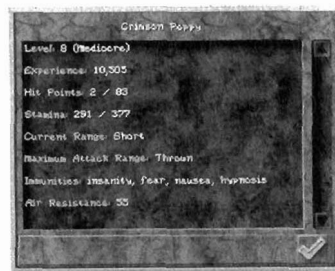 Crimson Poppy
Level: 8 (Mediocre)
Experience: 10,305
Hit Points: 2 / 83
Stamina: 291 / 377
Current Range: Short
Maximum Attack Range: Thrown
Immunities: insanity, fear, nausea, hypnosis
Air Resistance: 55